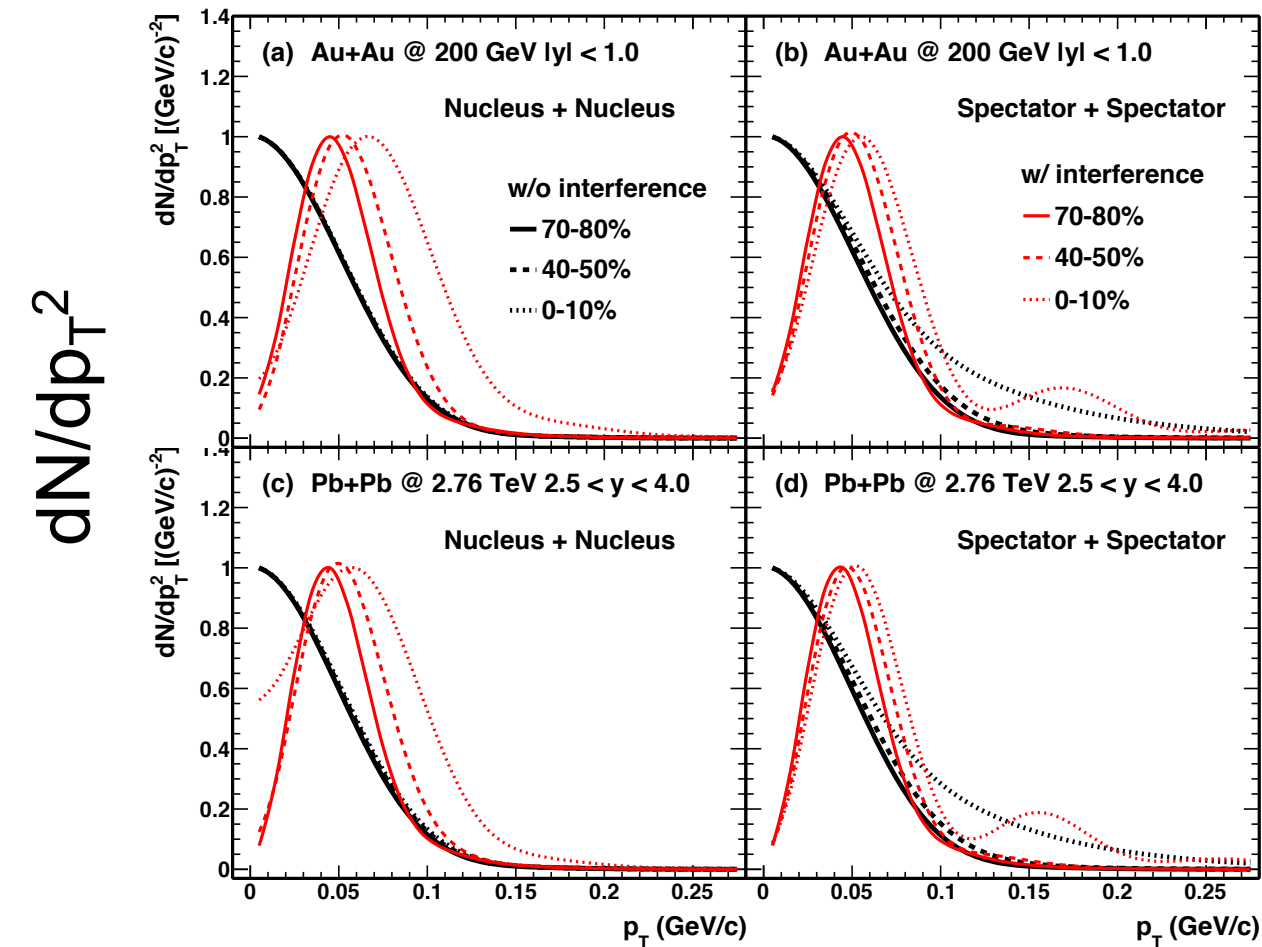 dN/dp_T^2
dN/dp_T^2 [(GeV/c)^-2]
1.4
1.2
1
0.8
0.6
0.4
0.2
0
(a) Au+Au @ 200 GeV |y| < 1.0
Nucleus + Nucleus
w/o interference
70-80%
40-50%
0-10%
(b) Au+Au @ 200 GeV |y| < 1.0
Spectator + Spectator
w/ interference
70-80%
40-50%
0-10%
dN/dp_T^2 [(GeV/c)^-2]
1.4
1.2
1
0.8
0.6
0.4
0.2
0
(c) Pb+Pb @ 2.76 TeV 2.5 < y < 4.0
Nucleus + Nucleus
(d) Pb+Pb @ 2.76 TeV 2.5 < y < 4.0
Spectator + Spectator
0 0.05 0.1 0.15 0.2 0.25
0 0.05 0.1 0.15 0.2 0.25
p_T (GeV/c)
p_T (GeV/c)